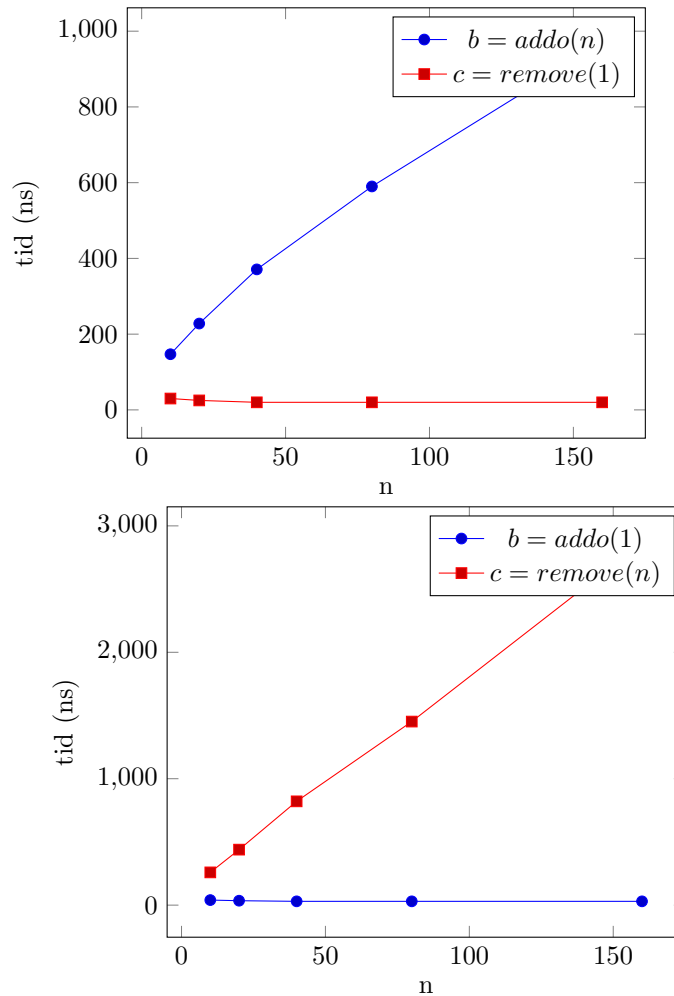 1,000
800
600
400
200
0
tid (ns)
b = addo(n)
c = remove(1)
0 50 100 150
n
3,000
2,000
1,000
0
tid (ns)
b = addo(1)
c = remove(n)
0 50 100 150
n